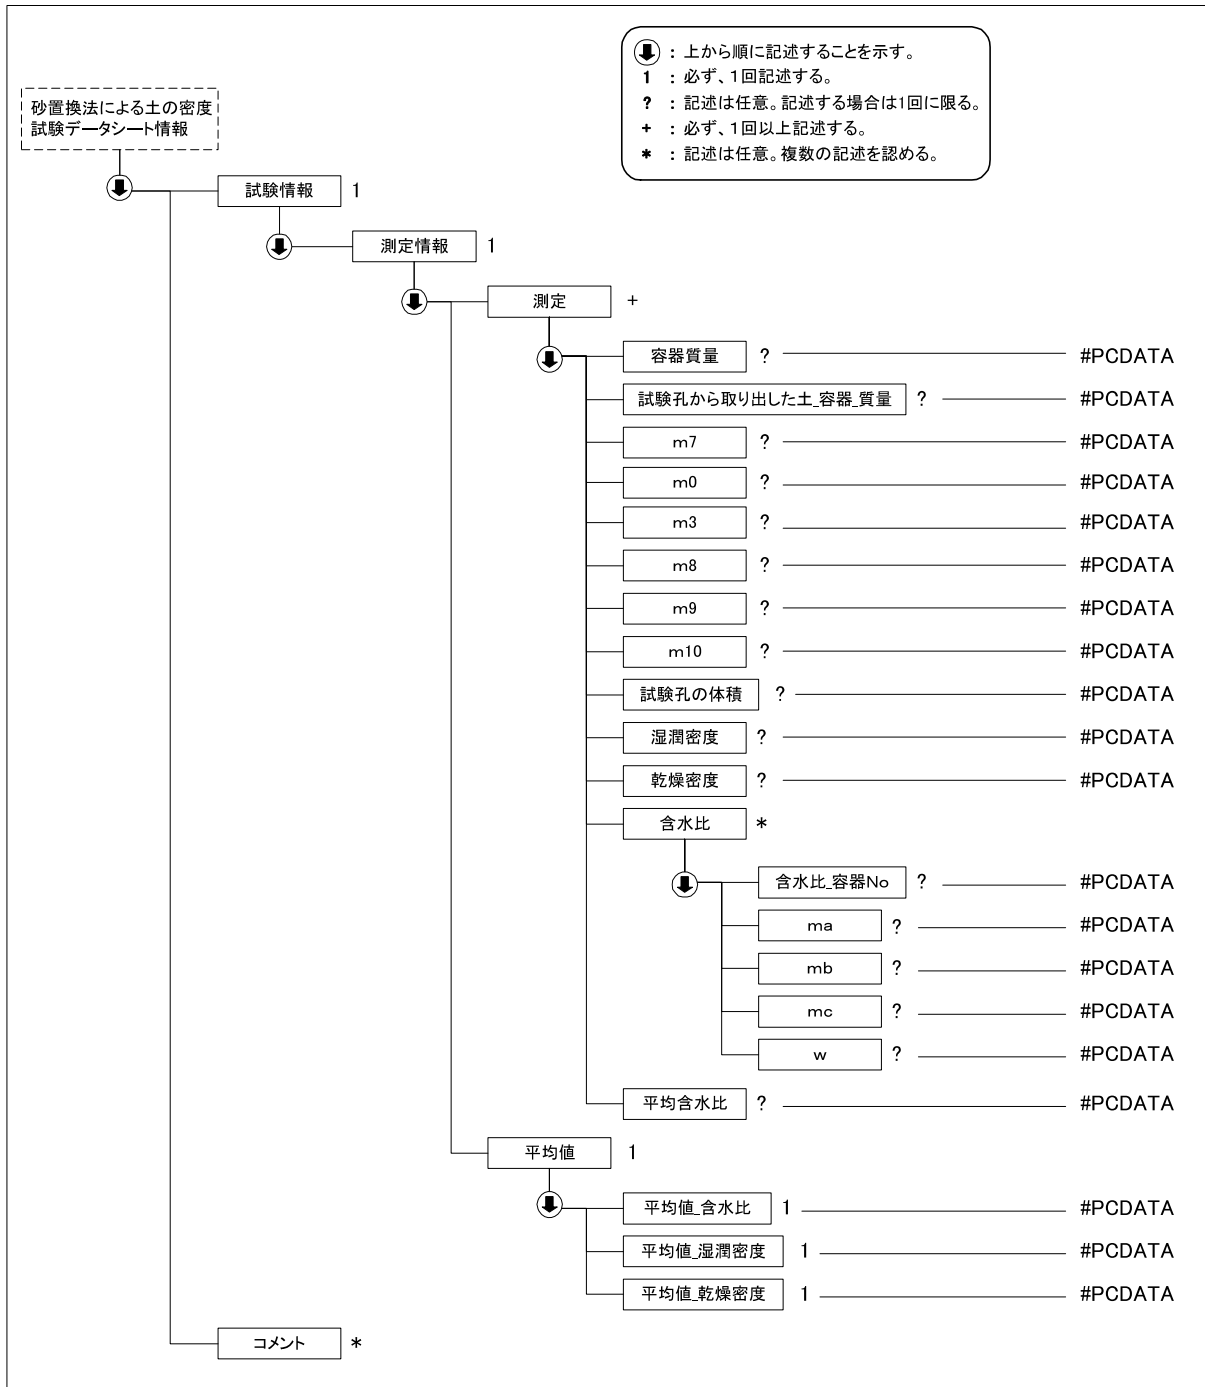 ：上から順に記述することを示す。
1 ：必ず、1回記述する。
? ：記述は任意。記述する場合は1回に限る。
+ ：必ず、1回以上記述する。
* ：記述は任意。複数の記述を認める。
砂置換法による土の密度
試験データシート情報
試験情報 1
測定情報 1
測定 +
容器質量 ? #PCDATA
試験孔から取り出した土_容器_質量 ? #PCDATA
m7 ? #PCDATA
m0 ? #PCDATA
m3 ? #PCDATA
m8 ? #PCDATA
m9 ? #PCDATA
m10 ? #PCDATA
試験孔の体積 ? #PCDATA
湿潤密度 ? #PCDATA
乾燥密度 ? #PCDATA
含水比 *
含水比_容器No ? #PCDATA
ma ? #PCDATA
mb ? #PCDATA
mc ? #PCDATA
w ? #PCDATA
平均含水比 ? #PCDATA
平均値 1
平均値_含水比 1 #PCDATA
平均値_湿潤密度 1 #PCDATA
平均値_乾燥密度 1 #PCDATA
コメント *